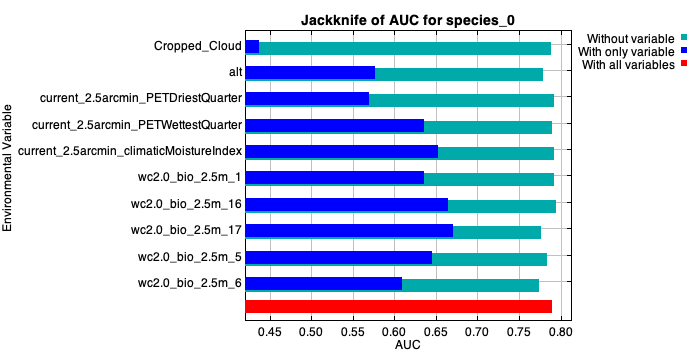 Jackknife of AUC for species_0
Without variable
With only variable
With all variables
Environmental Variable
Cropped_Cloud
alt
current_2.5arcmin_PETDriestQuarter
current_2.5arcmin_PETWettestQuarter
current_2.5arcmin_climaticMoistureIndex
wc2.0_bio_2.5m_1
wc2.0_bio_2.5m_16
wc2.0_bio_2.5m_17
wc2.0_bio_2.5m_5
wc2.0_bio_2.5m_6
0.45 0.50 0.55 0.60 0.65 0.70 0.75 0.80
AUC